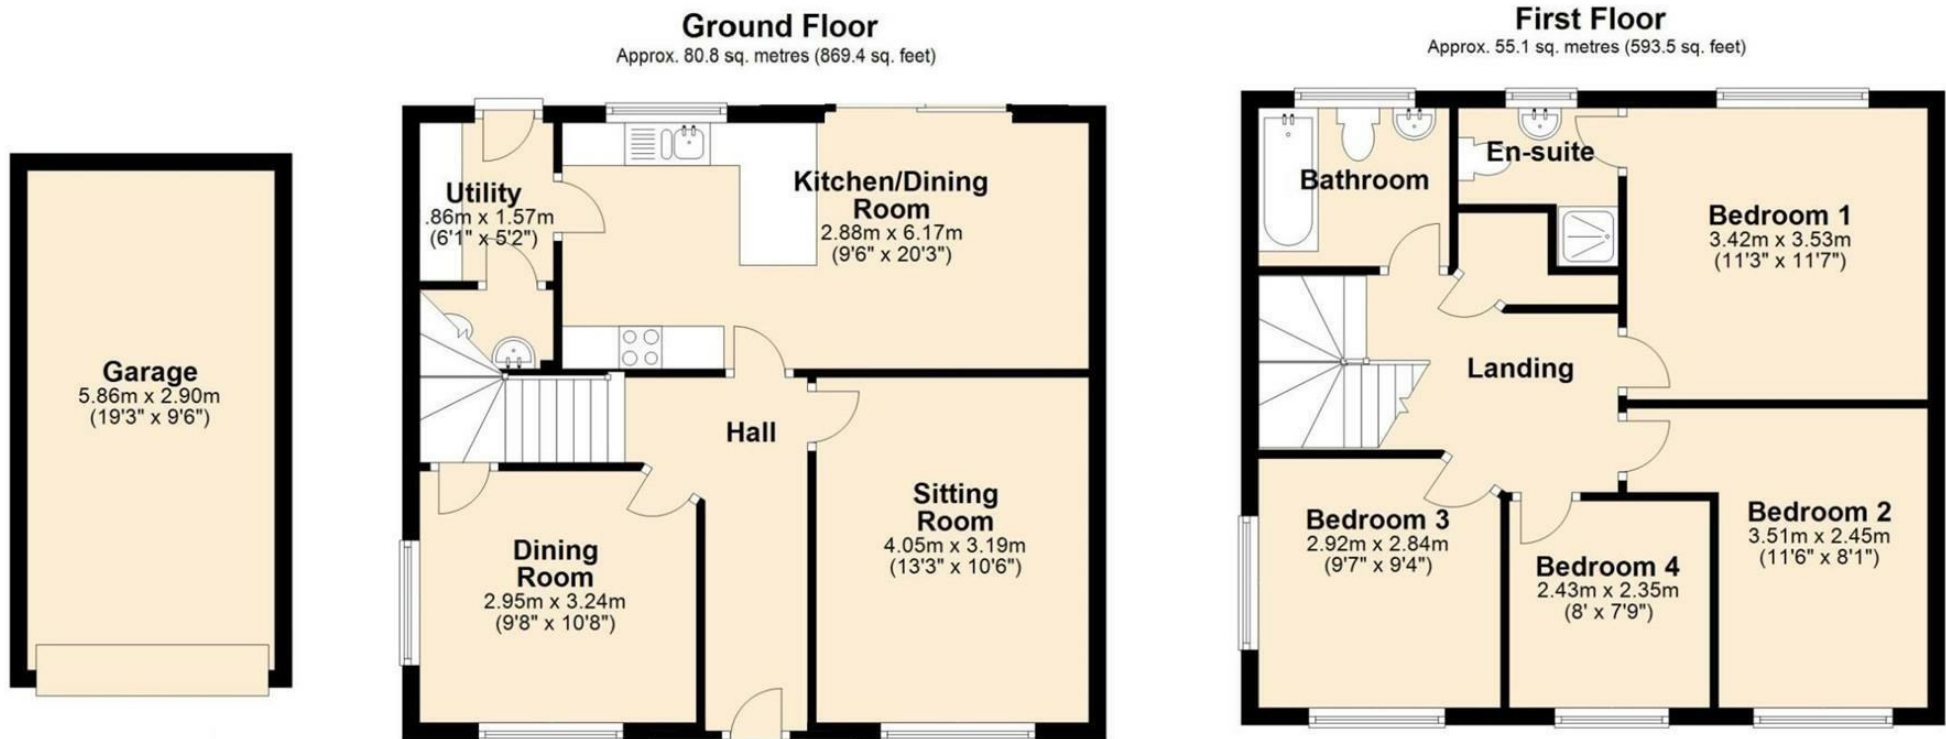 Ground Floor
Approx. 80.8 sq. metres (869.4 sq. feet)
First Floor
Approx. 55.1 sq. metres (593.5 sq. feet)
Garage
5.86m x 2.90m
(19'3" x 9'6")
Utility
.86m x 1.57m
(6'1" x 5'2")
Kitchen/Dining
Room
2.88m x 6.17m
(9'6" x 20'3")
Hall
Sitting
Room
4.05m x 3.19m
(13'3" x 10'6")
Dining
Room
2.95m x 3.24m
(9'8" x 10'8")
Bathroom
En-suite
Bedroom 1
3.42m x 3.53m
(11'3" x 11'7")
Landing
Bedroom 3
2.92m x 2.84m
(9'7" x 9'4")
Bedroom 4
2.43m x 2.35m
(8' x 7'9")
Bedroom 2
3.51m x 2.45m
(11'6" x 8'1")